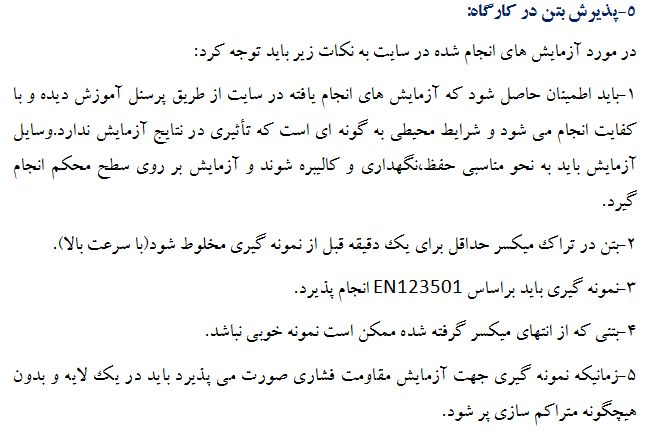 ۵-پذیرش بتن در کارگاه:
در مورد آزمایش های انجام شده در سایت به نکات زیر باید توجه کرد:
۱-باید اطمینان حاصل شود که آزمایش های انجام یافته در سایت از طریق پرسنل آموزش دیده و با
کفایت انجام می شود و شرایط محیطی به گونه ای است که تأثیری در نتایج آزمایش ندارد.وسایل
آزمایش باید به نحو مناسبی حفظ،نگهداری و کالیبره شوند و آزمایش بر روی سطح محکم انجام
گیرد.
۲-بتن در تراک میکسر حداقل برای یک دقیقه قبل از نمونه گیری مخلوط شود(با سرعت بالا).
۳-نمونه گیری باید براساس EN123501 انجام پذیرد.
۴-بتنی که از انتهای میکسر گرفته شده ممکن است نمونه خوبی نباشد.
۵-زمانیکه نمونه گیری جهت آزمایش مقاومت فشاری صورت می پذیرد باید در یک لایه و بدون
هیچگونه متراکم سازی پر شود.